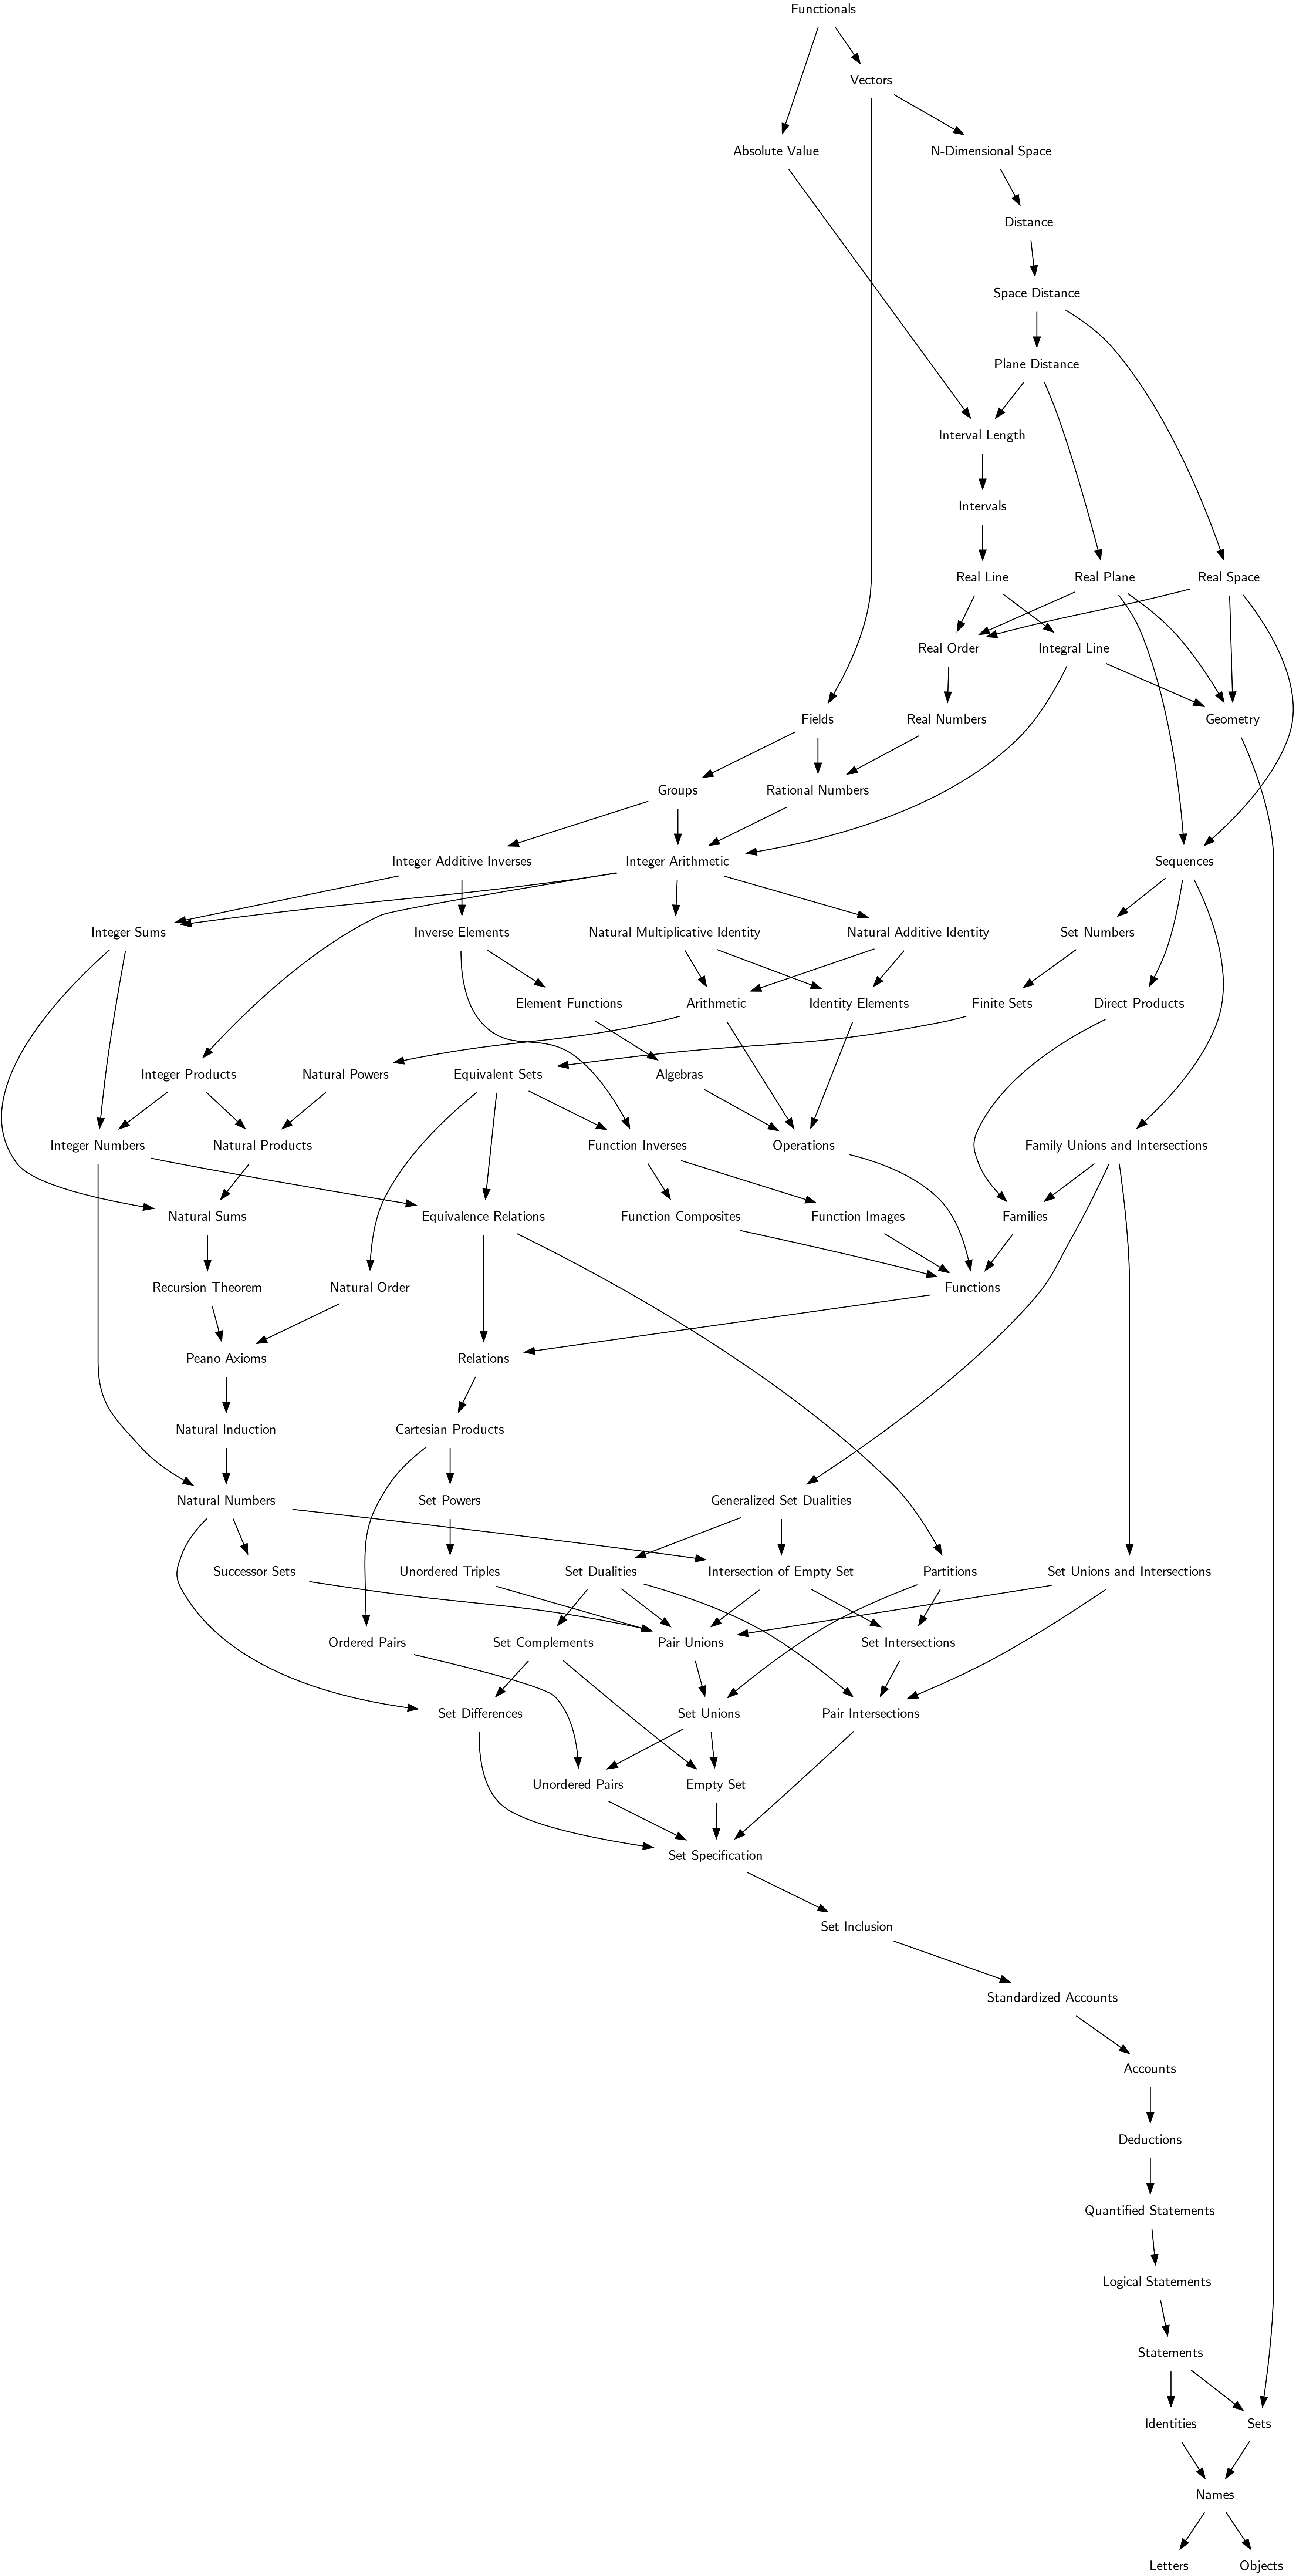 Functionals
Vectors
Absolute Value
N-Dimensional Space
Distance
Space Distance
Plane Distance
Interval Length
Intervals
Real Line
Real Plane
Real Space
Real Order
Integral Line
Fields
Real Numbers
Geometry
Groups
Rational Numbers
Integer Additive Inverses
Integer Arithmetic
Sequences
Integer Sums
Inverse Elements
Natural Multiplicative Identity
Natural Additive Identity
Set Numbers
Element Functions
Arithmetic
Identity Elements
Finite Sets
Direct Products
Integer Products
Natural Powers
Equivalent Sets
Algebras
Integer Numbers
Natural Products
Function Inverses
Operations
Family Unions and Intersections
Natural Sums
Equivalence Relations
Function Composites
Function Images
Families
Recursion Theorem
Natural Order
Functions
Peano Axioms
Relations
Natural Induction
Cartesian Products
Natural Numbers
Set Powers
Generalized Set Dualities
Successor Sets
Unordered Triples
Set Dualities
Intersection of Empty Set
Partitions
Set Unions and Intersections
Ordered Pairs
Set Complements
Pair Unions
Set Intersections
Set Differences
Set Unions
Pair Intersections
Unordered Pairs
Empty Set
Set Specification
Set Inclusion
Standardized Accounts
Accounts
Deductions
Quantified Statements
Logical Statements
Statements
Identities
Sets
Names
Letters
Objects